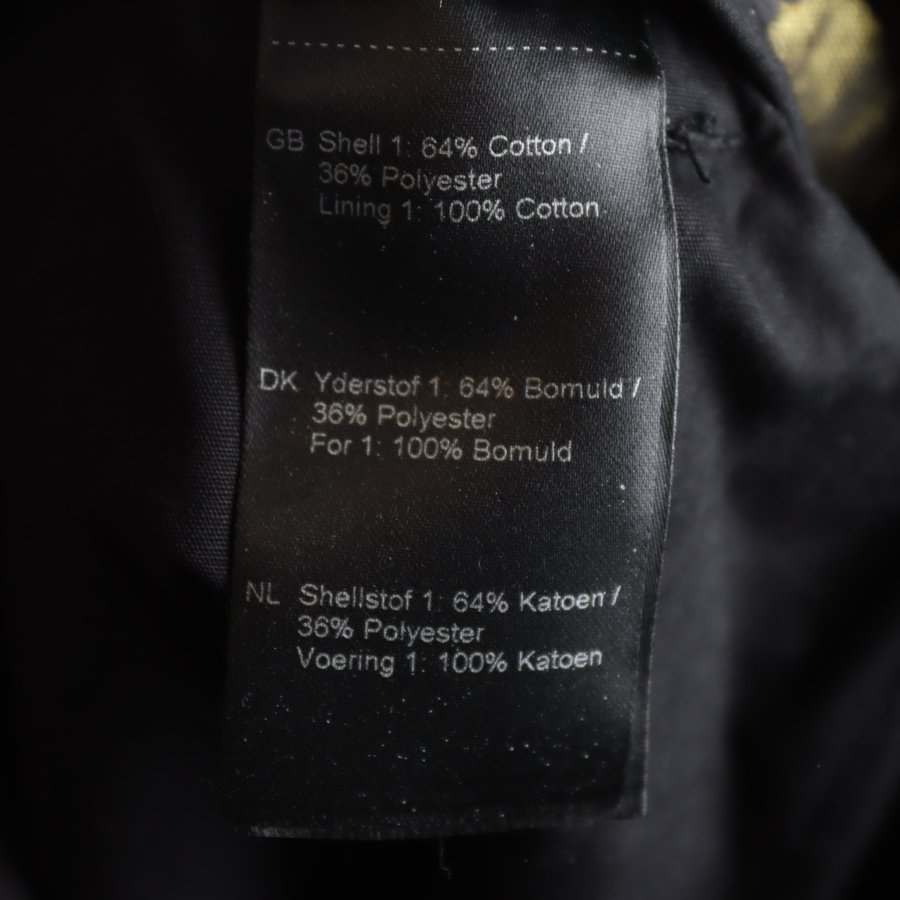 GB Shell 1: 64% Cotton /
36% Polyester
Lining 1: 100% Cotton
DK Yderstof 1: 64% Bomuld /
36% Polyester
For 1: 100% Bomuld
NL Shellstof 1: 64% Katoen /
36% Polyester
Voering 1: 100% Katoen